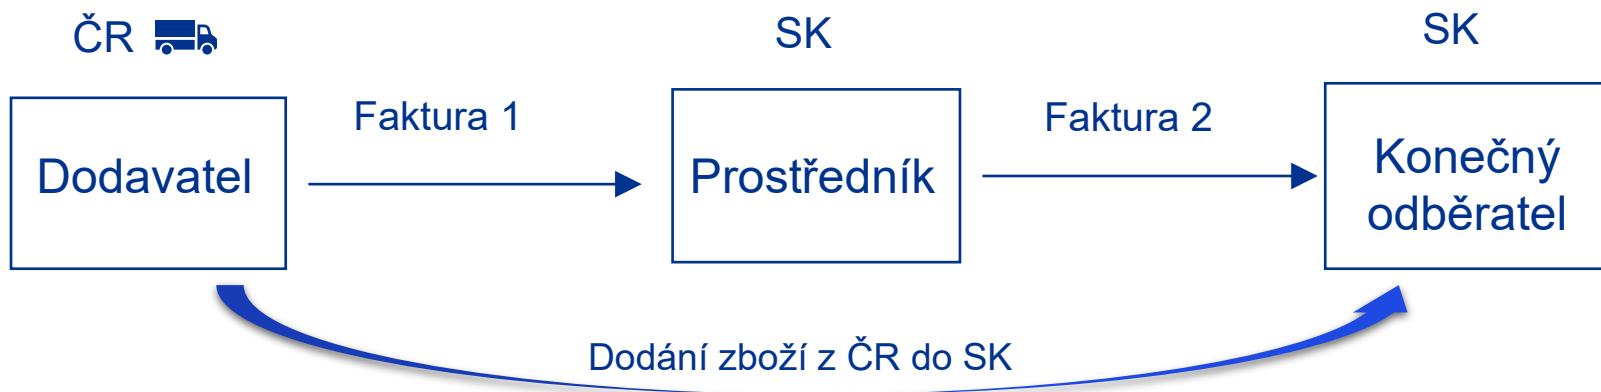 ČR
SK
SK
Faktura 1
Faktura 2
Dodavatel
Prostředník
Konečný
odběratel
Dodání zboží z ČR do SK